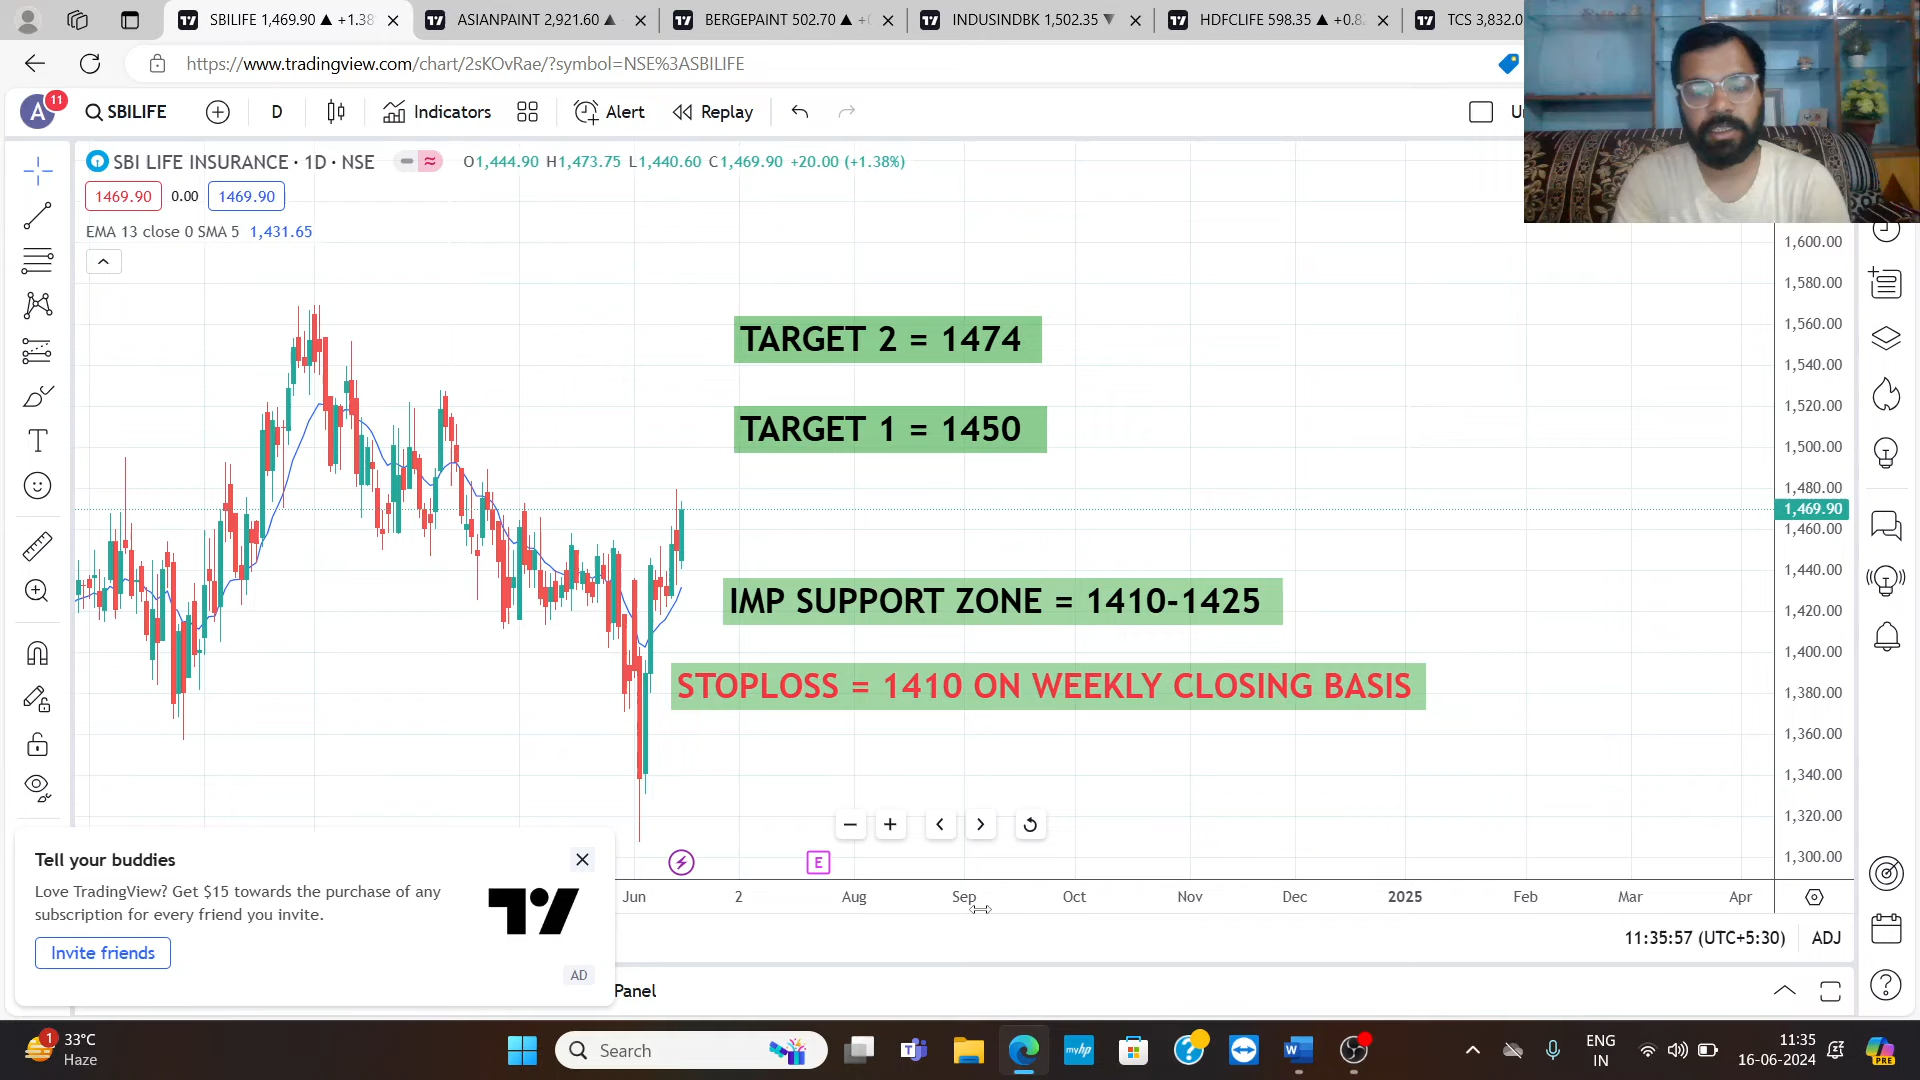 SBILIFE 1,469.90 ▲ +1.38
ASIANPAINT 2,921.60 ▲
BERGEPAINT 502.70 ▲ +0
INDUSINDBK 1,502.35 ▼
HDFCLIFE 598.35 ▲ +0.82
TCS 3,832.0
https://www.tradingview.com/chart/2sKOvRae/?symbol=NSE%3ASBILIFE
A 11
SBILIFE
D
Indicators
Alert
Replay
SBI LIFE INSURANCE · 1D · NSE
O1,444.90 H1,473.75 L1,440.60 C1,469.90 +20.00 (+1.38%)
1469.90 0.00 1469.90
EMA 13 close 0 SMA 5 1,431.65
1,600.00
1,580.00
1,560.00
1,540.00
1,520.00
1,500.00
1,480.00
1,469.90
1,460.00
1,440.00
1,420.00
1,400.00
1,380.00
1,360.00
1,340.00
1,320.00
1,300.00
TARGET 2 = 1474
TARGET 1 = 1450
IMP SUPPORT ZONE = 1410-1425
STOPLOSS = 1410 ON WEEKLY CLOSING BASIS
E
Jun 2 Aug Sep Oct Nov Dec 2025 Feb Mar Apr
Tell your buddies
Love TradingView? Get $15 towards the purchase of any
subscription for every friend you invite.
Invite friends
AD
11:35:57 (UTC+5:30) ADJ
Panel
1
33°C
Haze
Search
myhp
ENG
IN
11:35
16-06-2024
PRE